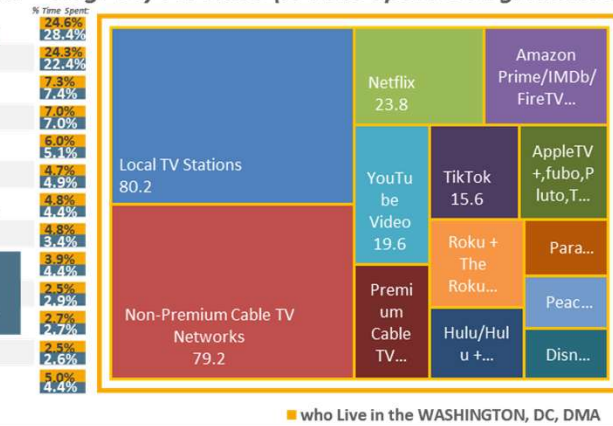 % Time Spent:
24.6%
28.4%
24.3%
22.4%
7.3%
7.4%
7.0%
7.0%
6.0%
5.1%
4.7%
4.9%
4.8%
4.4%
4.8%
3.4%
3.9%
4.4%
2.5%
2.9%
2.7%
2.7%
2.5%
2.6%
5.0%
4.4%
Local TV Stations
80.2
Non-Premium Cable TV
Networks
79.2
Netflix
23.8
Amazon
Prime/IMDb/
FireTV...
YouTu
be
Video
19.6
TikTok
15.6
AppleTV
+,fubo,P
luto,T...
Premi
um
Cable
TV...
Roku +
The
Roku...
Hulu/Hul
u +...
Para...
Peac...
Disn...
who Live in the WASHINGTON, DC, DMA